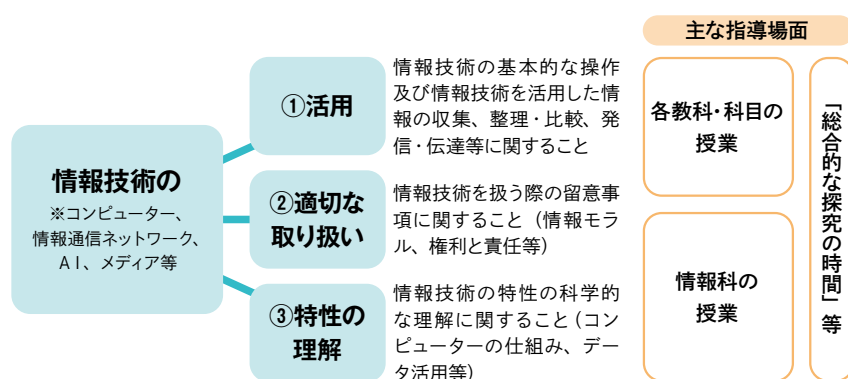 主な指導場面
情報技術の
※コンピューター、
情報通信ネットワーク、
AI、メディア等
①活用
情報技術の基本的な操作
及び情報技術を活用した情
報の収集、整理・比較、発
信・伝達等に関すること
②適切な
取り扱い
情報技術を扱う際の留意事
項に関すること（情報モラ
ル、権利と責任等）
③特性の
理解
情報技術の特性の科学的
な理解に関すること（コン
ピューターの仕組み、デー
タ活用等）
各教科・科目の
授業
情報科の
授業
「総合的な探究の時間」等